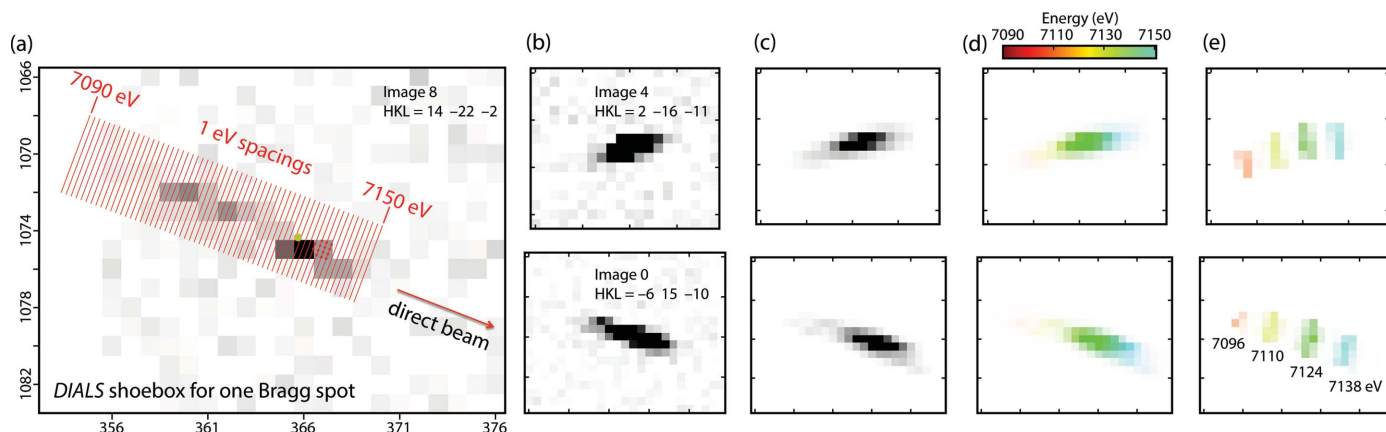 (a)
7090 eV
1 eV spacings
7150 eV
Image 8
HKL = 14 –22 –2
direct beam
DIALS shoebox for one Bragg spot
1066
1070
1074
1078
1082
356
361
366
371
376
(b)
Image 4
HKL = 2 –16 –11
Image 0
HKL = –6 15 –10
(c)
(d)
Energy (eV)
7090 7110 7130 7150
(e)
7096
7110
7124
7138 eV